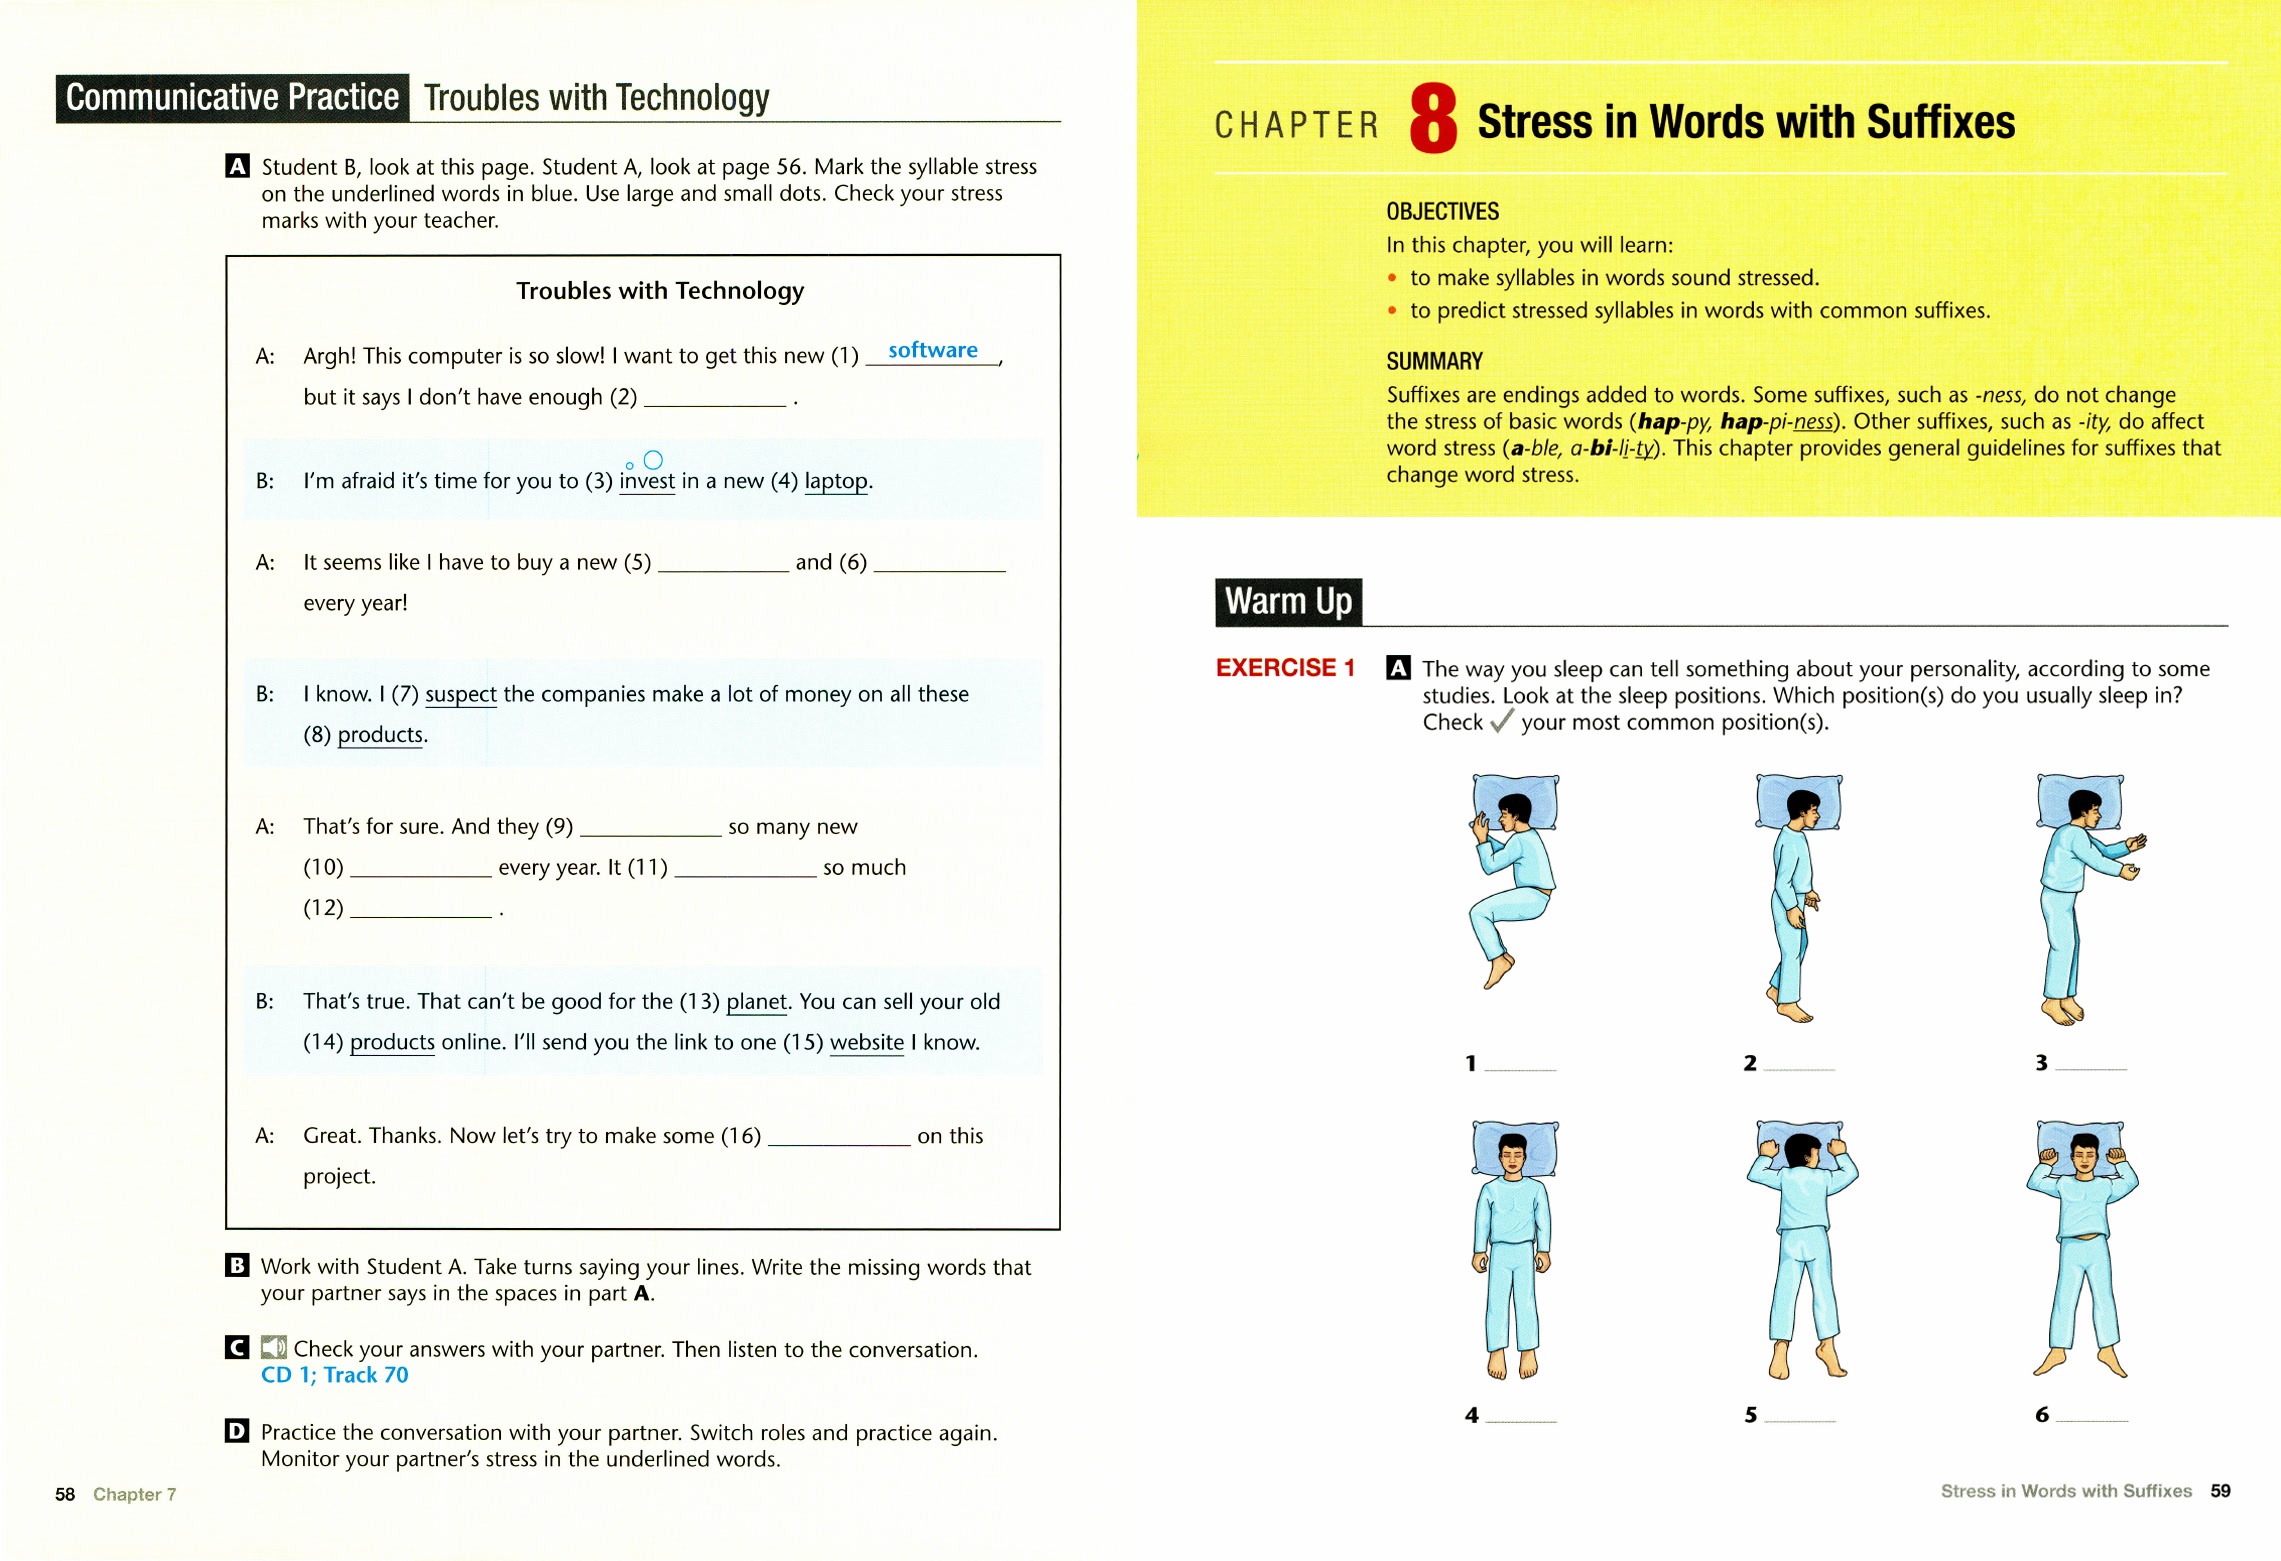 Communicative Practice Troubles with Technology
A Student B, look at this page. Student A, look at page 56. Mark the syllable stress
on the underlined words in blue. Use large and small dots. Check your stress
marks with your teacher.
Troubles with Technology
A: Argh! This computer is so slow! I want to get this new (1) software,
but it says I don't have enough (2) ____________ .
B: I'm afraid it's time for you to (3) invest in a new (4) laptop.
A: It seems like I have to buy a new (5) ____________ and (6) ____________
every year!
B: I know. I (7) suspect the companies make a lot of money on all these
(8) products.
A: That's for sure. And they (9) ____________ so many new
(10) ____________ every year. It (11) ____________ so much
(12) ____________ .
B: That's true. That can't be good for the (13) planet. You can sell your old
(14) products online. I'll send you the link to one (15) website I know.
A: Great. Thanks. Now let's try to make some (16) ____________ on this
project.
B Work with Student A. Take turns saying your lines. Write the missing words that
your partner says in the spaces in part A.
C Check your answers with your partner. Then listen to the conversation.
CD 1; Track 70
D Practice the conversation with your partner. Switch roles and practice again.
Monitor your partner's stress in the underlined words.
58 Chapter 7
CHAPTER 8 Stress in Words with Suffixes
OBJECTIVES
In this chapter, you will learn:
• to make syllables in words sound stressed.
• to predict stressed syllables in words with common suffixes.
SUMMARY
Suffixes are endings added to words. Some suffixes, such as -ness, do not change
the stress of basic words (hap-py, hap-pi-ness). Other suffixes, such as -ity, do affect
word stress (a-ble, a-bi-li-ty). This chapter provides general guidelines for suffixes that
change word stress.
Warm Up
EXERCISE 1 A The way you sleep can tell something about your personality, according to some
studies. Look at the sleep positions. Which position(s) do you usually sleep in?
Check ✓ your most common position(s).
1 ______ 2 ______ 3 ______
4 ______ 5 ______ 6 ______
Stress in Words with Suffixes 59